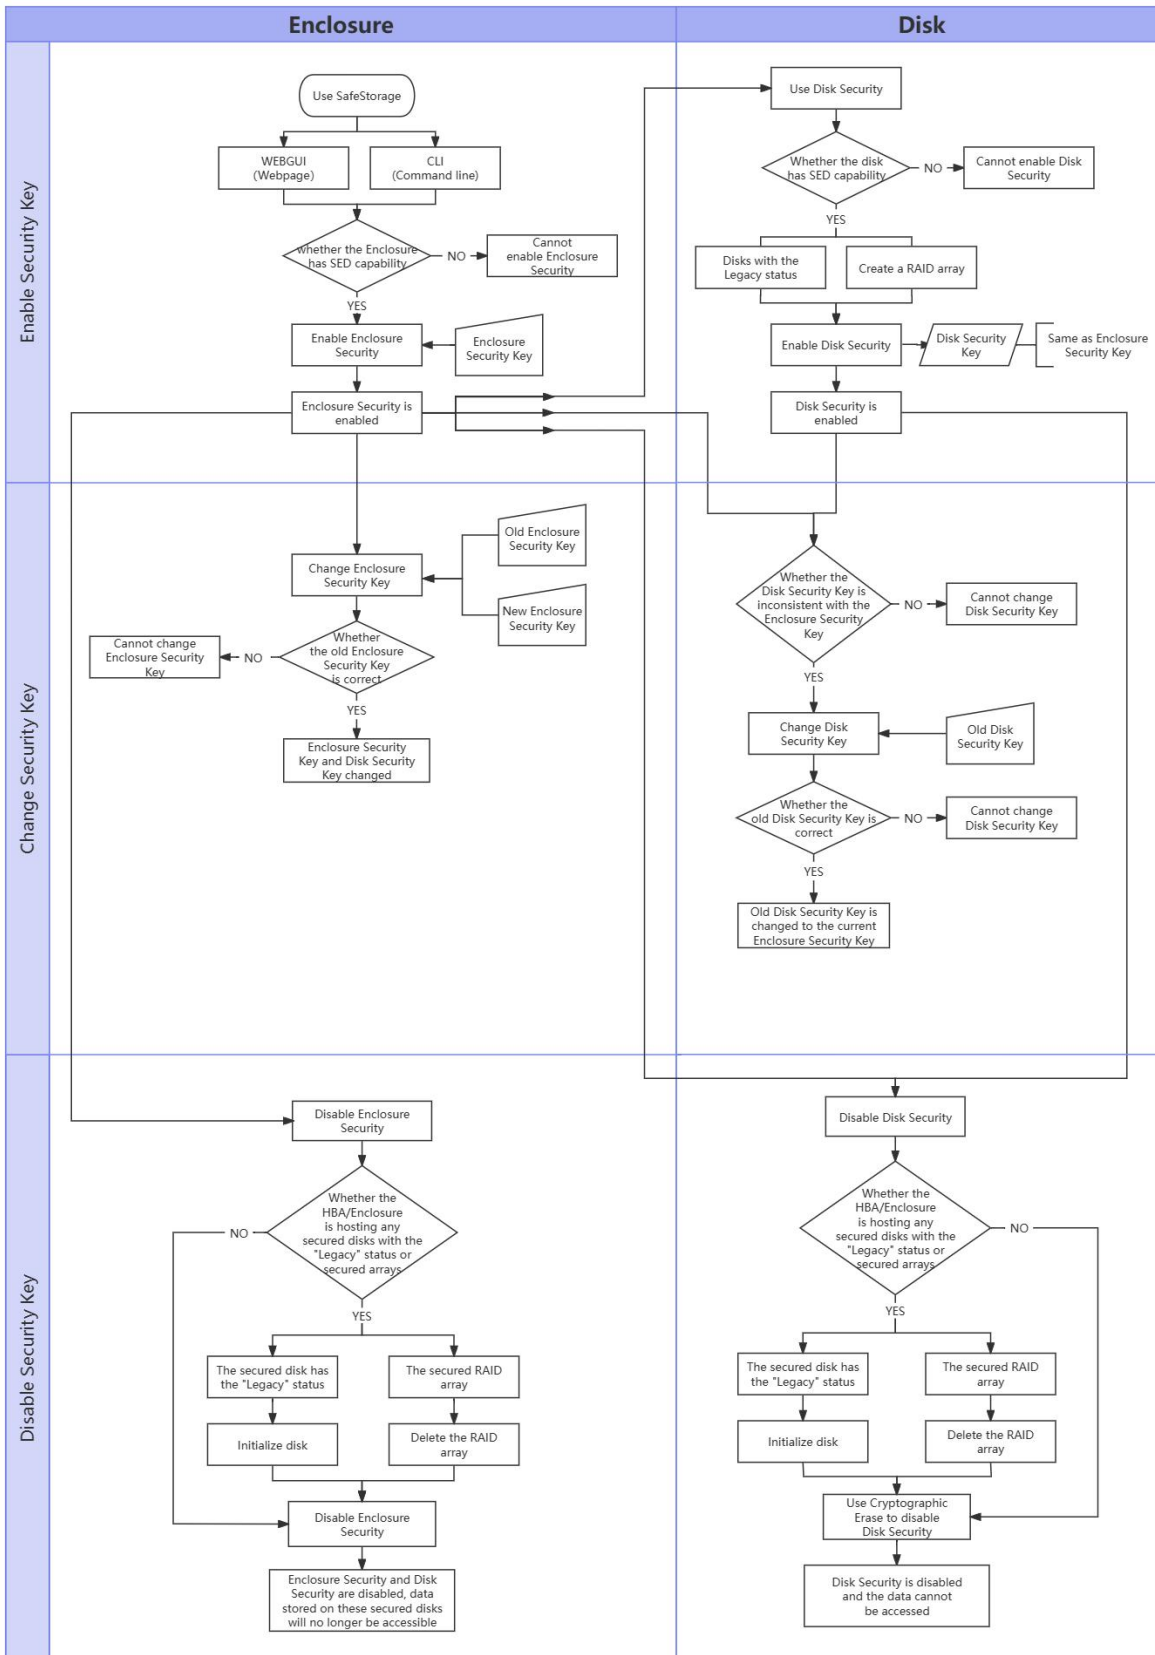 Enclosure
Disk
Enable Security Key
Use SafeStorage
WEBGUI
(Webpage)
CLI
(Command line)
whether the Enclosure
has SED capability
NO
Cannot
enable Enclosure
Security
YES
Enable Enclosure
Security
Enclosure
Security Key
Enclosure Security is
enabled
Use Disk Security
Whether the disk
has SED capability
NO
Cannot enable Disk
Security
YES
Disks with the
Legacy status
Create a RAID array
Enable Disk Security
Disk Security
Key
Same as Enclosure
Security Key
Disk Security is
enabled
Change Security Key
Old Enclosure
Security Key
Change Enclosure
Security Key
New Enclosure
Security Key
Whether
the old Enclosure
Security Key
is correct
NO
Cannot change
Enclosure Security
Key
YES
Enclosure Security
Key and Disk Security
Key changed
Whether the
Disk Security Key is
inconsistent with the
Enclosure Security
Key
NO
Cannot change
Disk Security Key
YES
Change Disk
Security Key
Old Disk
Security Key
Whether the
old Disk Security Key is
correct
NO
Cannot change
Disk Security Key
YES
Old Disk Security Key is
changed to the current
Enclosure Security Key
Disable Security Key
Disable Enclosure
Security
Whether the
HBA/Enclosure
is hosting any
secured disks with the
"Legacy" status or
secured arrays
NO
YES
The secured disk has
the "Legacy" status
The secured RAID
array
Initialize disk
Delete the RAID
array
Disable Enclosure
Security
Enclosure Security and Disk
Security are disabled, data
stored on these secured disks
will no longer be accessible
Disable Disk Security
Whether the
HBA/Enclosure
is hosting any
secured disks with the
"Legacy" status or
secured arrays
NO
YES
The secured disk has
the "Legacy" status
The secured RAID
array
Initialize disk
Delete the RAID
array
Use Cryptographic
Erase to disable
Disk Security
Disk Security is disabled
and the data cannot
be accessed